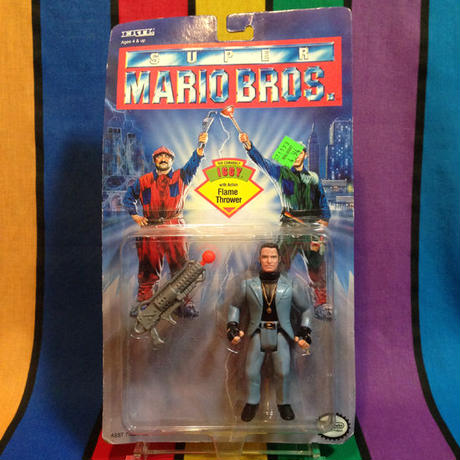 ERTL
Ages 4 & up
SUPER
MARIO BROS.
IGGY
with Action
Flame
Thrower